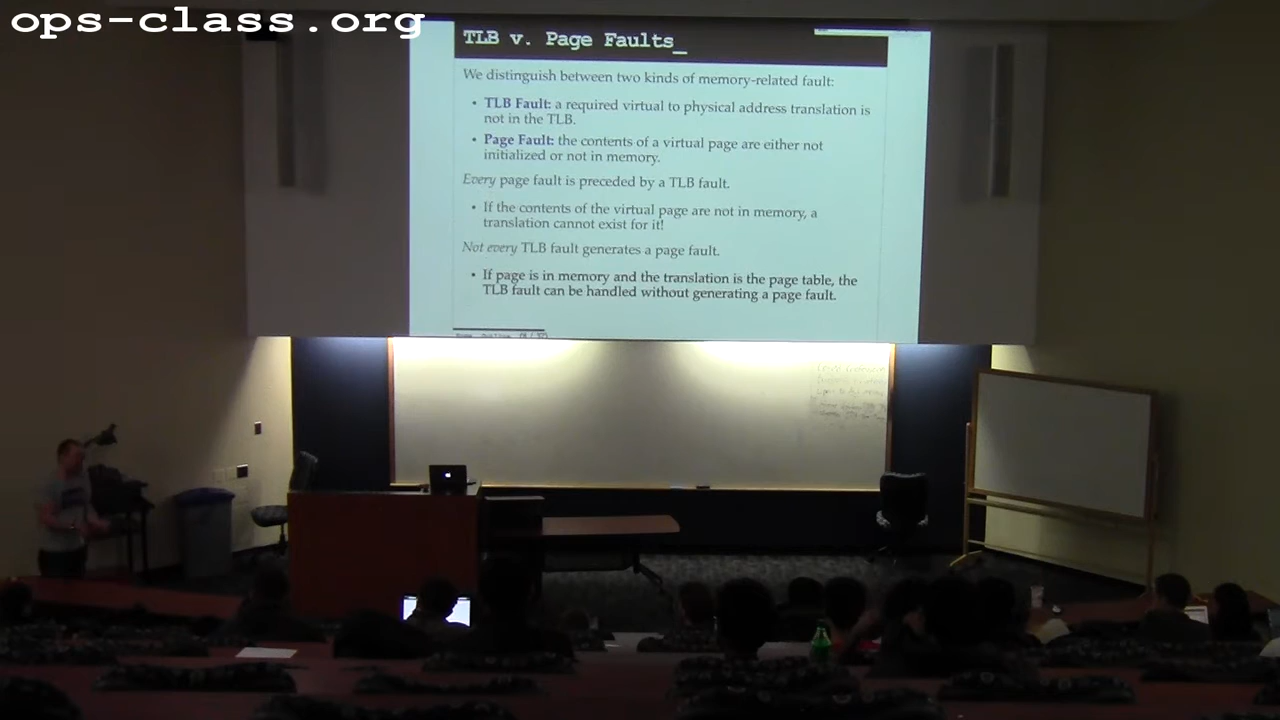 ops-class.org
TLB v. Page Faults_
We distinguish between two kinds of memory-related fault:
• TLB Fault: a required virtual to physical address translation is
not in the TLB.
• Page Fault: the contents of a virtual page are either not
initialized or not in memory.
Every page fault is preceded by a TLB fault.
• If the contents of the virtual page are not in memory, a
translation cannot exist for it!
Not every TLB fault generates a page fault.
• If page is in memory and the translation is the page table, the
TLB fault can be handled without generating a page fault.